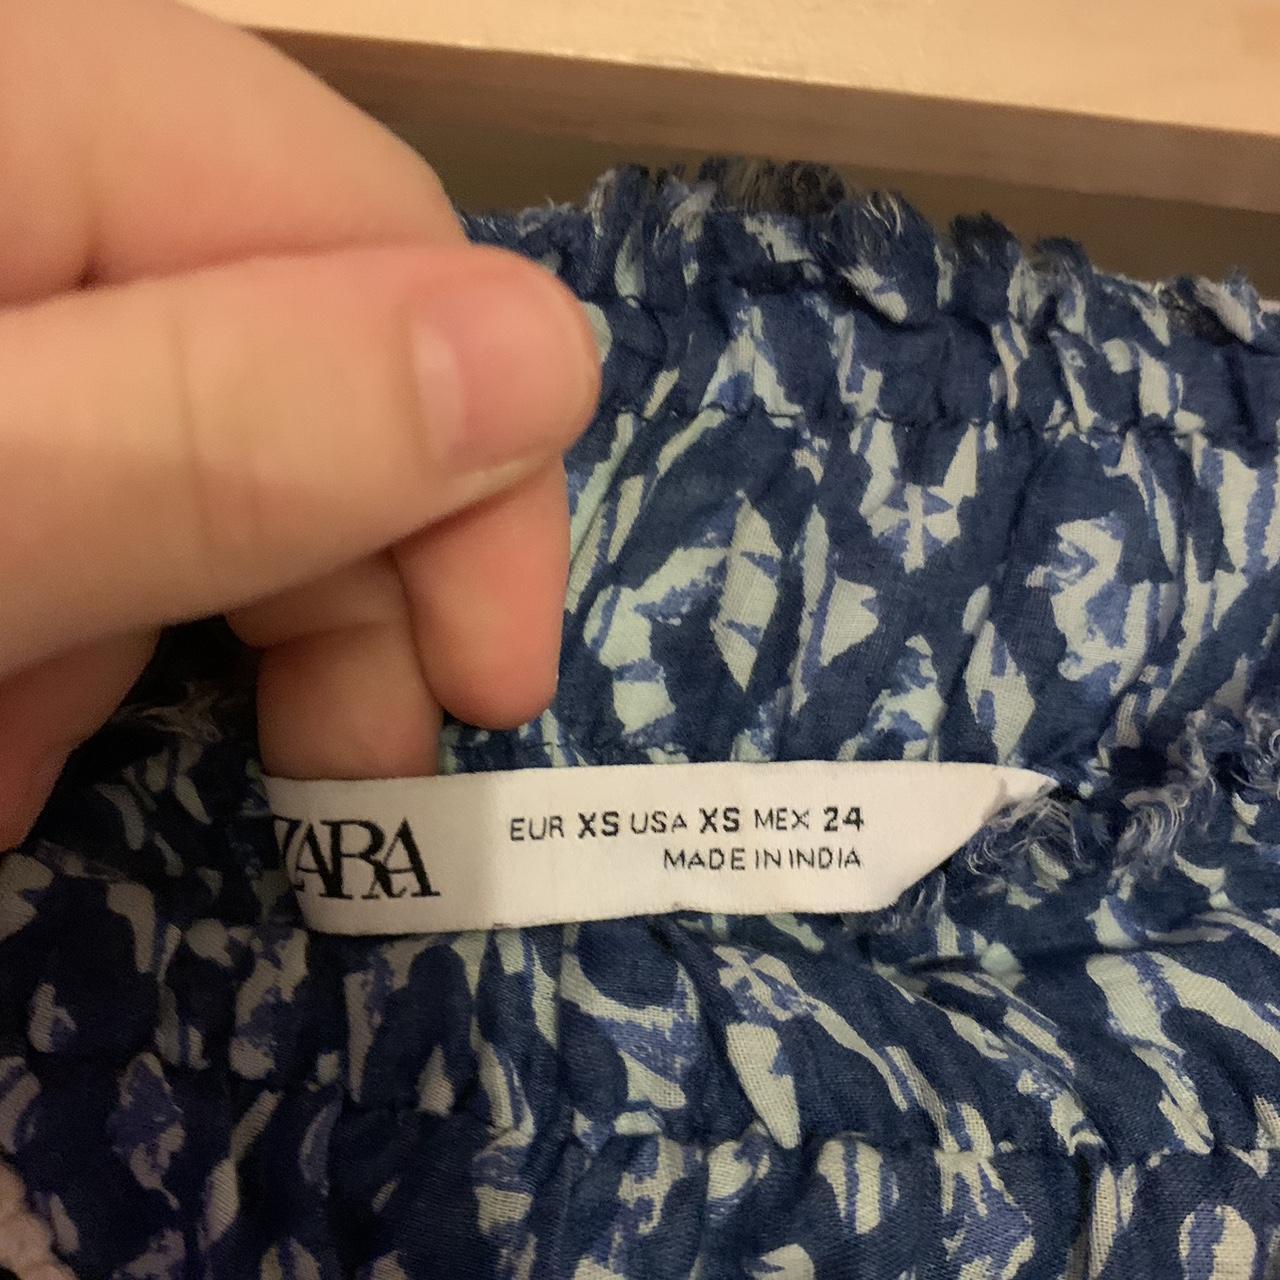 ZARA
EUR XS USA XS MEX 24
MADE IN INDIA